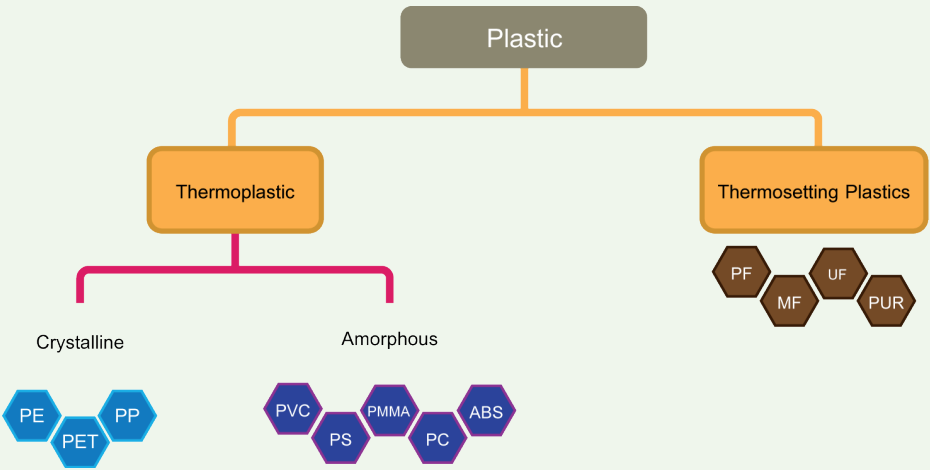 Plastic
Thermoplastic
Thermosetting Plastics
PF
MF
UF
PUR
Crystalline
Amorphous
PE
PET
PP
PVC
PS
PMMA
PC
ABS